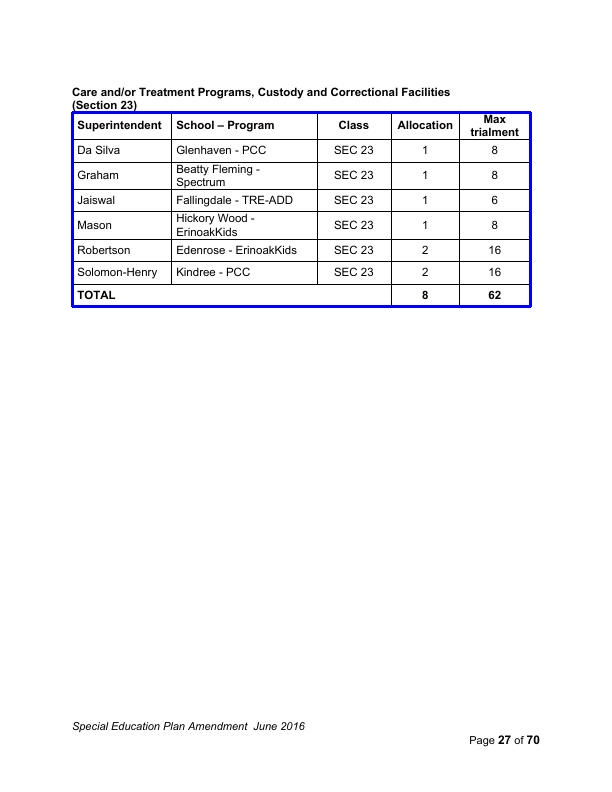 Care and/or Treatment Programs, Custody and Correctional Facilities
(Section 23)
Superintendent School – Program Class Allocation Max trialment
Da Silva Glenhaven - PCC SEC 23 1 8
Graham Beatty Fleming - Spectrum SEC 23 1 8
Jaiswal Fallingdale - TRE-ADD SEC 23 1 6
Mason Hickory Wood - ErinoakKids SEC 23 1 8
Robertson Edenrose - ErinoakKids SEC 23 2 16
Solomon-Henry Kindree - PCC SEC 23 2 16
TOTAL 8 62
Special Education Plan Amendment June 2016
Page 27 of 70